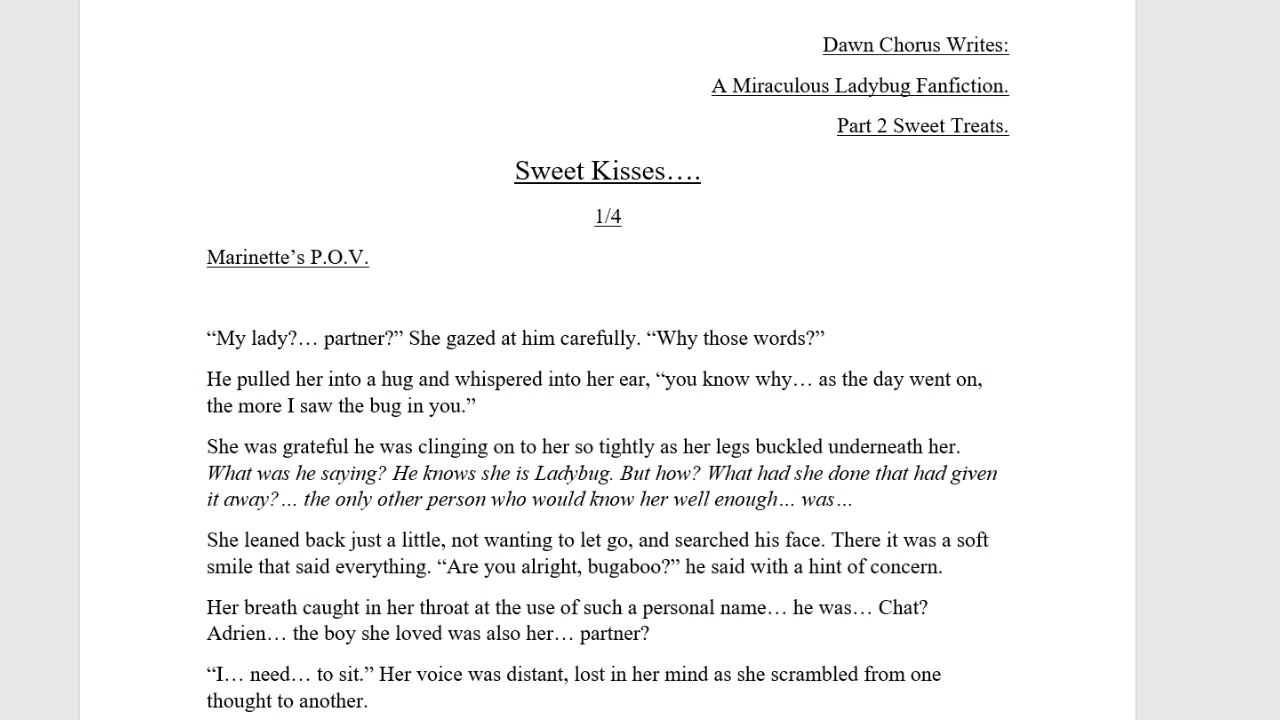 Dawn Chorus Writes:
A Miraculous Ladybug Fanfiction.
Part 2 Sweet Treats.
Sweet Kisses….
1/4
Marinette’s P.O.V.
“My lady?… partner?” She gazed at him carefully. “Why those words?”
He pulled her into a hug and whispered into her ear, “you know why… as the day went on,
the more I saw the bug in you.”
She was grateful he was clinging on to her so tightly as her legs buckled underneath her.
What was he saying? He knows she is Ladybug. But how? What had she done that had given
it away?… the only other person who would know her well enough… was…
She leaned back just a little, not wanting to let go, and searched his face. There it was a soft
smile that said everything. “Are you alright, bugaboo?” he said with a hint of concern.
Her breath caught in her throat at the use of such a personal name… he was… Chat?
Adrien… the boy she loved was also her… partner?
“I… need… to sit.” Her voice was distant, lost in her mind as she scrambled from one
thought to another.